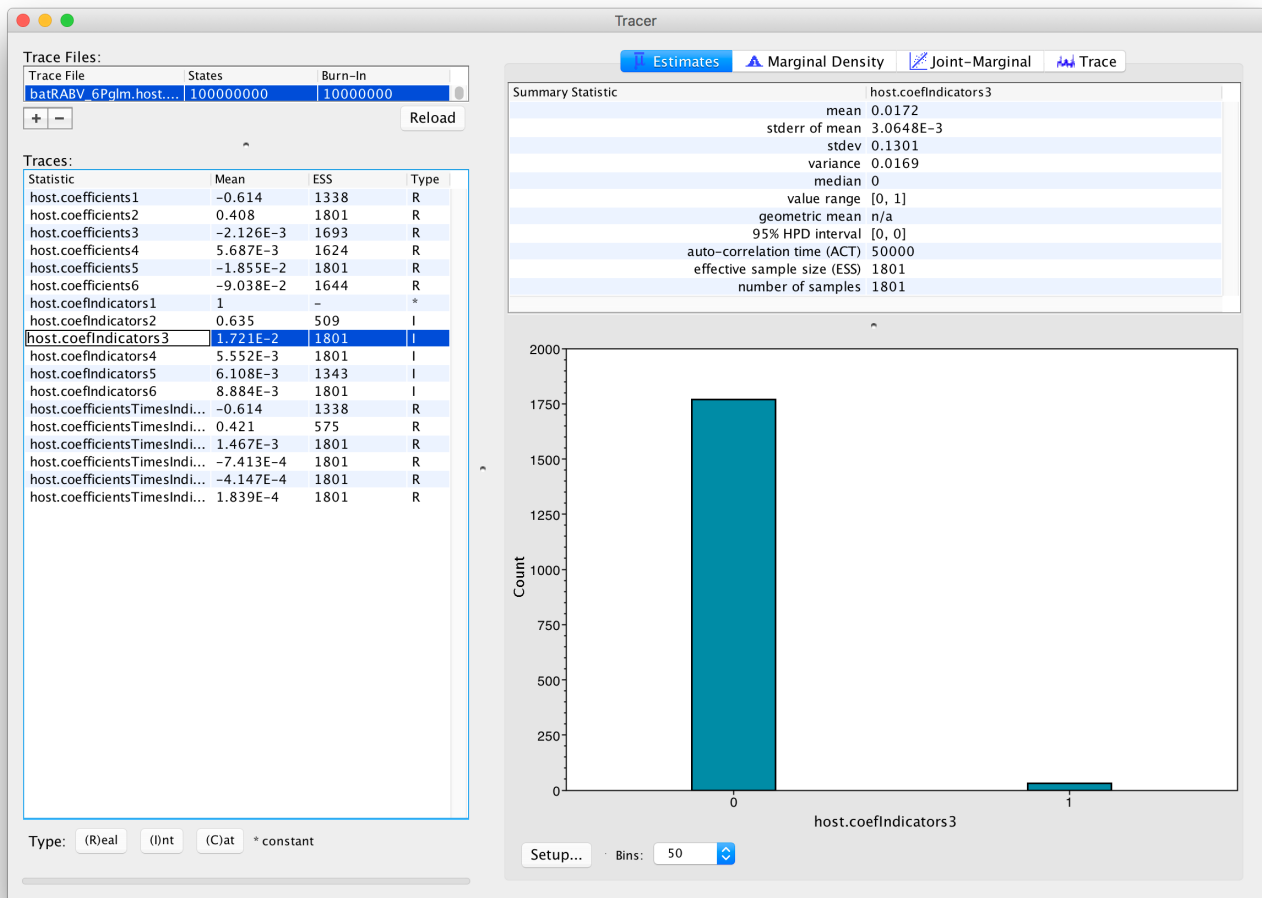 Tracer
Trace Files:
Trace File States Burn-In
batRABV_6Pglm.host.... 100000000 10000000
+ −
Reload
Traces:
Statistic Mean ESS Type
host.coefficients1 −0.614 1338 R
host.coefficients2 0.408 1801 R
host.coefficients3 −2.126E−3 1693 R
host.coefficients4 5.687E−3 1624 R
host.coefficients5 −1.855E−2 1801 R
host.coefficients6 −9.038E−2 1644 R
host.coefIndicators1 1 – *
host.coefIndicators2 0.635 509 I
host.coefIndicators3 1.721E−2 1801 I
host.coefIndicators4 5.552E−3 1801 I
host.coefIndicators5 6.108E−3 1343 I
host.coefIndicators6 8.884E−3 1801 I
host.coefficientsTimesIndi... −0.614 1338 R
host.coefficientsTimesIndi... 0.421 575 R
host.coefficientsTimesIndi... 1.467E−3 1801 R
host.coefficientsTimesIndi... −7.413E−4 1801 R
host.coefficientsTimesIndi... −4.147E−4 1801 R
host.coefficientsTimesIndi... 1.839E−4 1801 R
Type: (R)eal (I)nt (C)at * constant
Estimates Marginal Density Joint-Marginal Trace
Summary Statistic host.coefIndicators3
mean 0.0172
stderr of mean 3.0648E−3
stdev 0.1301
variance 0.0169
median 0
value range [0, 1]
geometric mean n/a
95% HPD interval [0, 0]
auto-correlation time (ACT) 50000
effective sample size (ESS) 1801
number of samples 1801
2000
1750
1500
1250
1000
750
500
250
0
Count
0 1
host.coefIndicators3
Setup... Bins: 50